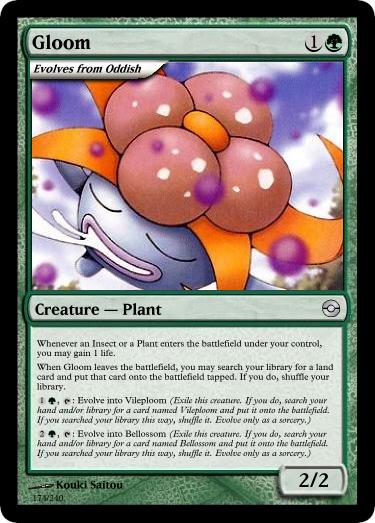 Gloom 1
Evolves from Oddish
Creature — Plant
Whenever an Insect or a Plant enters the battlefield under your control,
you may gain 1 life.
When Gloom leaves the battlefield, you may search your library for a land
card and put that card onto the battlefield tapped. If you do, shuffle your
library.
1 , : Evolve into Vileploom (Exile this creature. If you do, search your
hand and/or library for a card named Vileploom and put it onto the battlefield.
If you searched your library this way, shuffle it. Evolve only as a sorcery.)
2 , : Evolve into Bellossom (Exile this creature. If you do, search your
hand and/or library for a card named Bellossom and put it onto the battlefield.
If you searched your library this way, shuffle it. Evolve only as a sorcery.)
2/2
Kouki Saitou
174/240